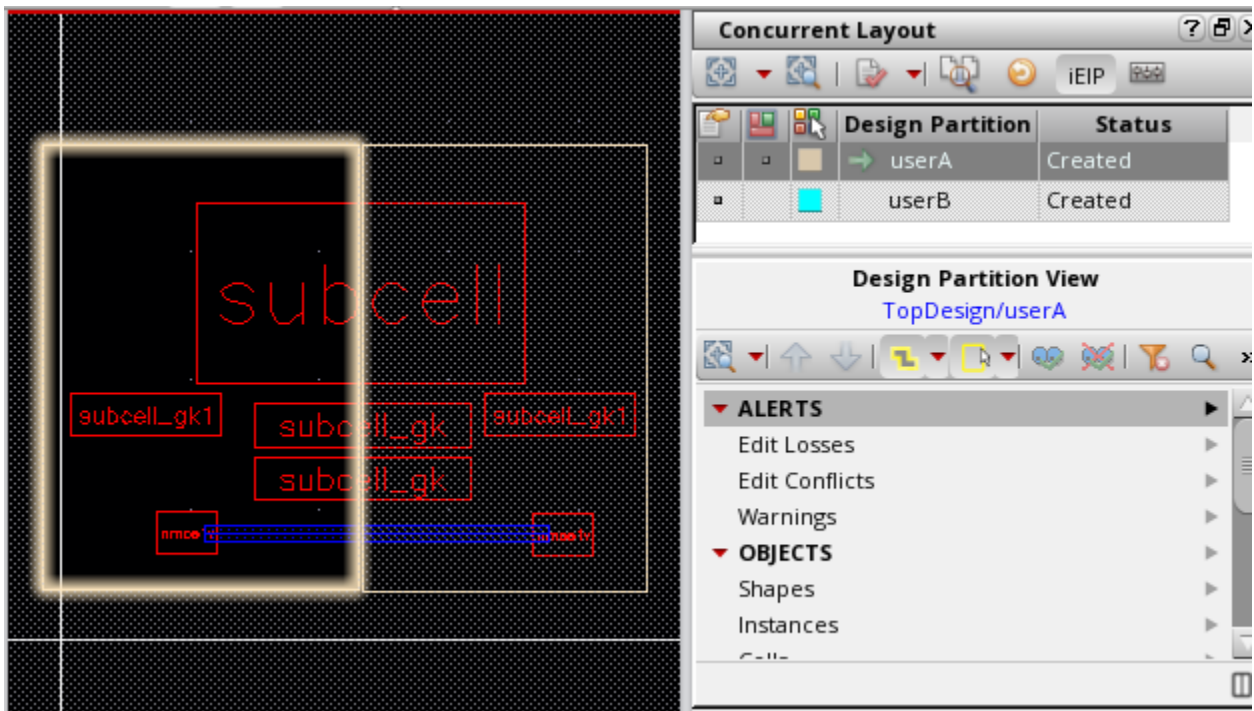 Concurrent Layout
iEIP
Design Partition Status
userA Created
userB Created
Design Partition View
TopDesign/userA
ALERTS
Edit Losses
Edit Conflicts
Warnings
OBJECTS
Shapes
Instances
subcell
subcell_gk1
subcell_gk
subcell_gk1
subcell_gk